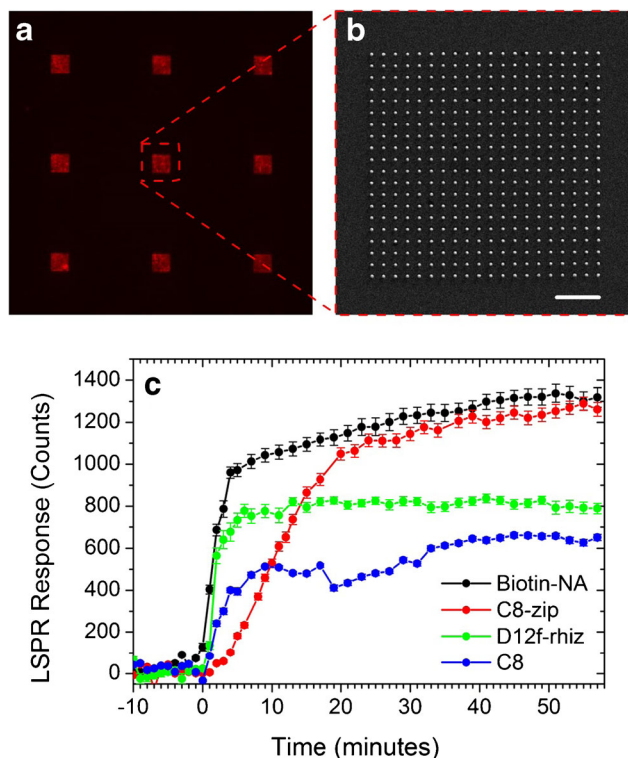 a
b
c
LSPR Response (Counts)
1400
1200
1000
800
600
400
200
0
Biotin-NA
C8-zip
D12f-rhiz
C8
-10 0 10 20 30 40 50
Time (minutes)